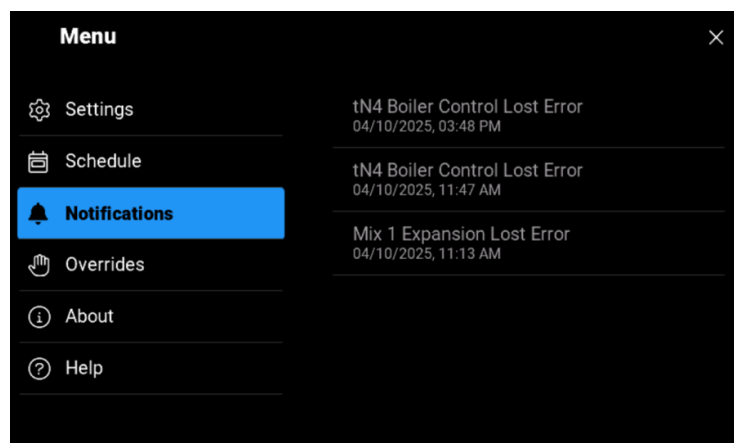 Menu
Settings
Schedule
Notifications
Overrides
About
Help
tN4 Boiler Control Lost Error
04/10/2025, 03:48 PM
tN4 Boiler Control Lost Error
04/10/2025, 11:47 AM
Mix 1 Expansion Lost Error
04/10/2025, 11:13 AM